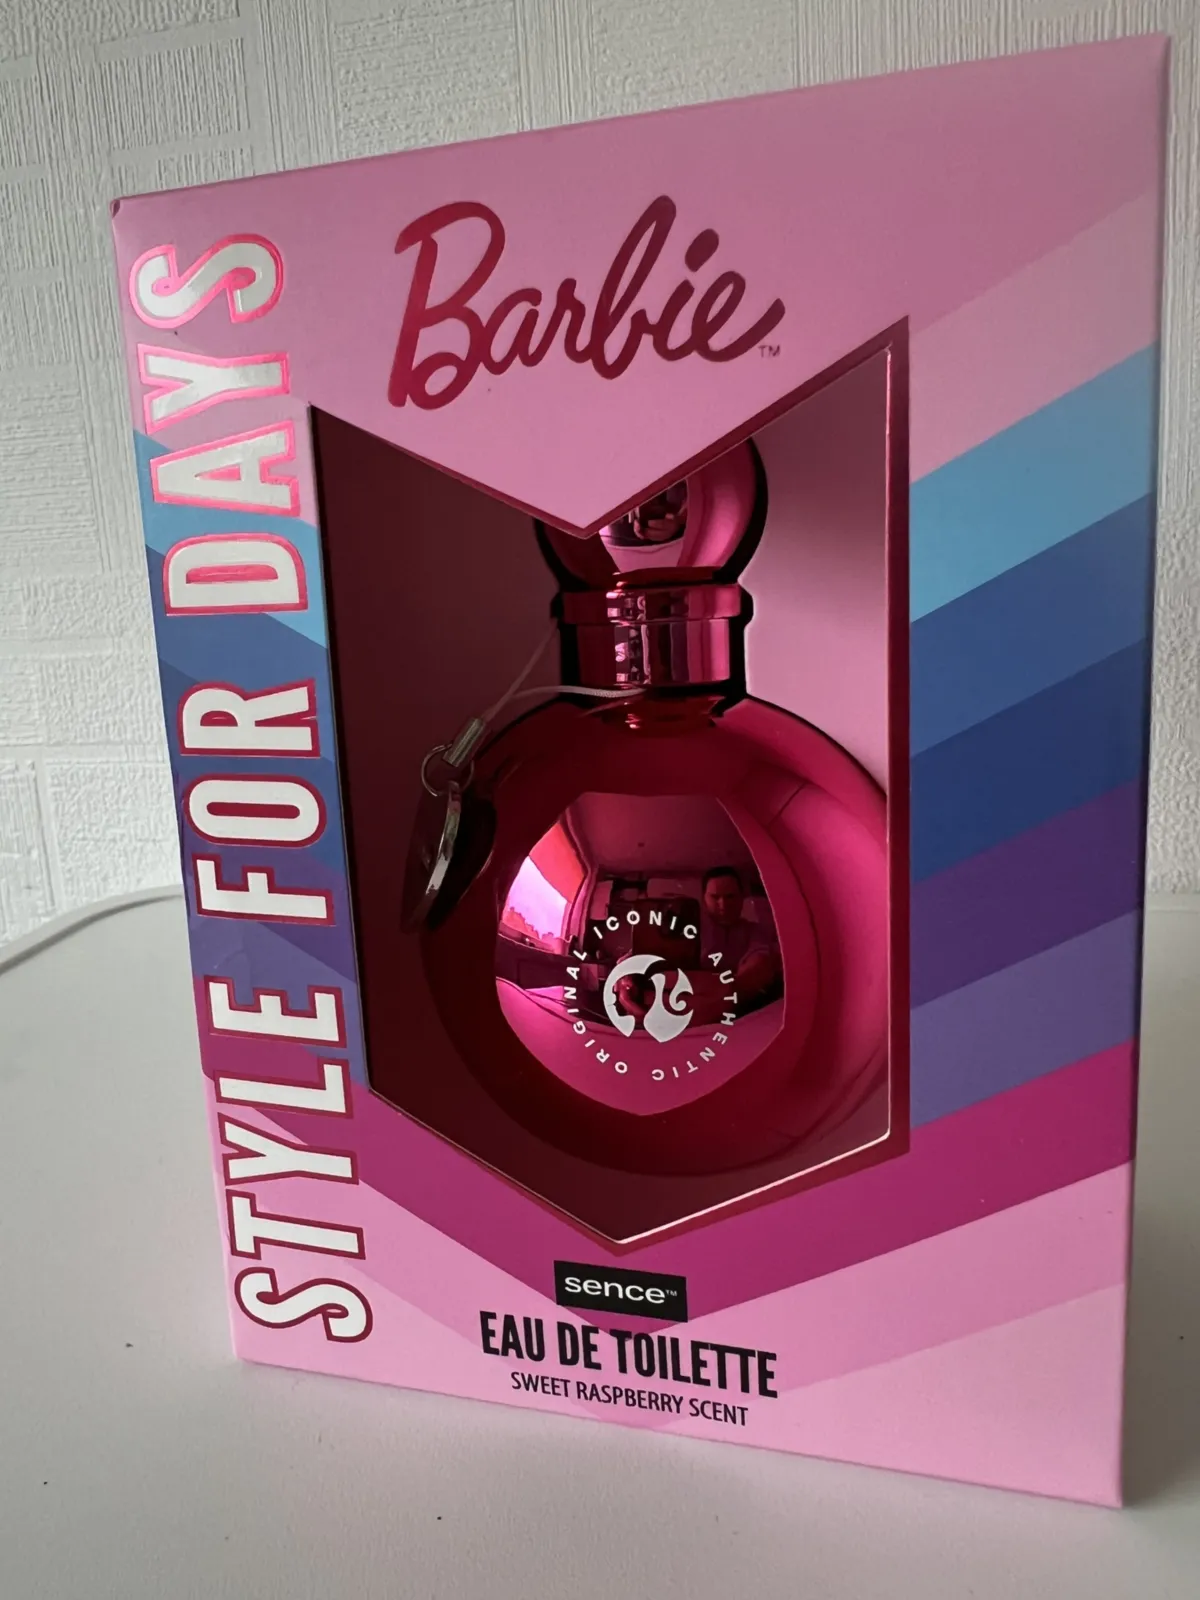 Barbie™
STYLE FOR DAYS
ICONIC AUTHENTIC ORIGINAL
sence™
EAU DE TOILETTE
SWEET RASPBERRY SCENT